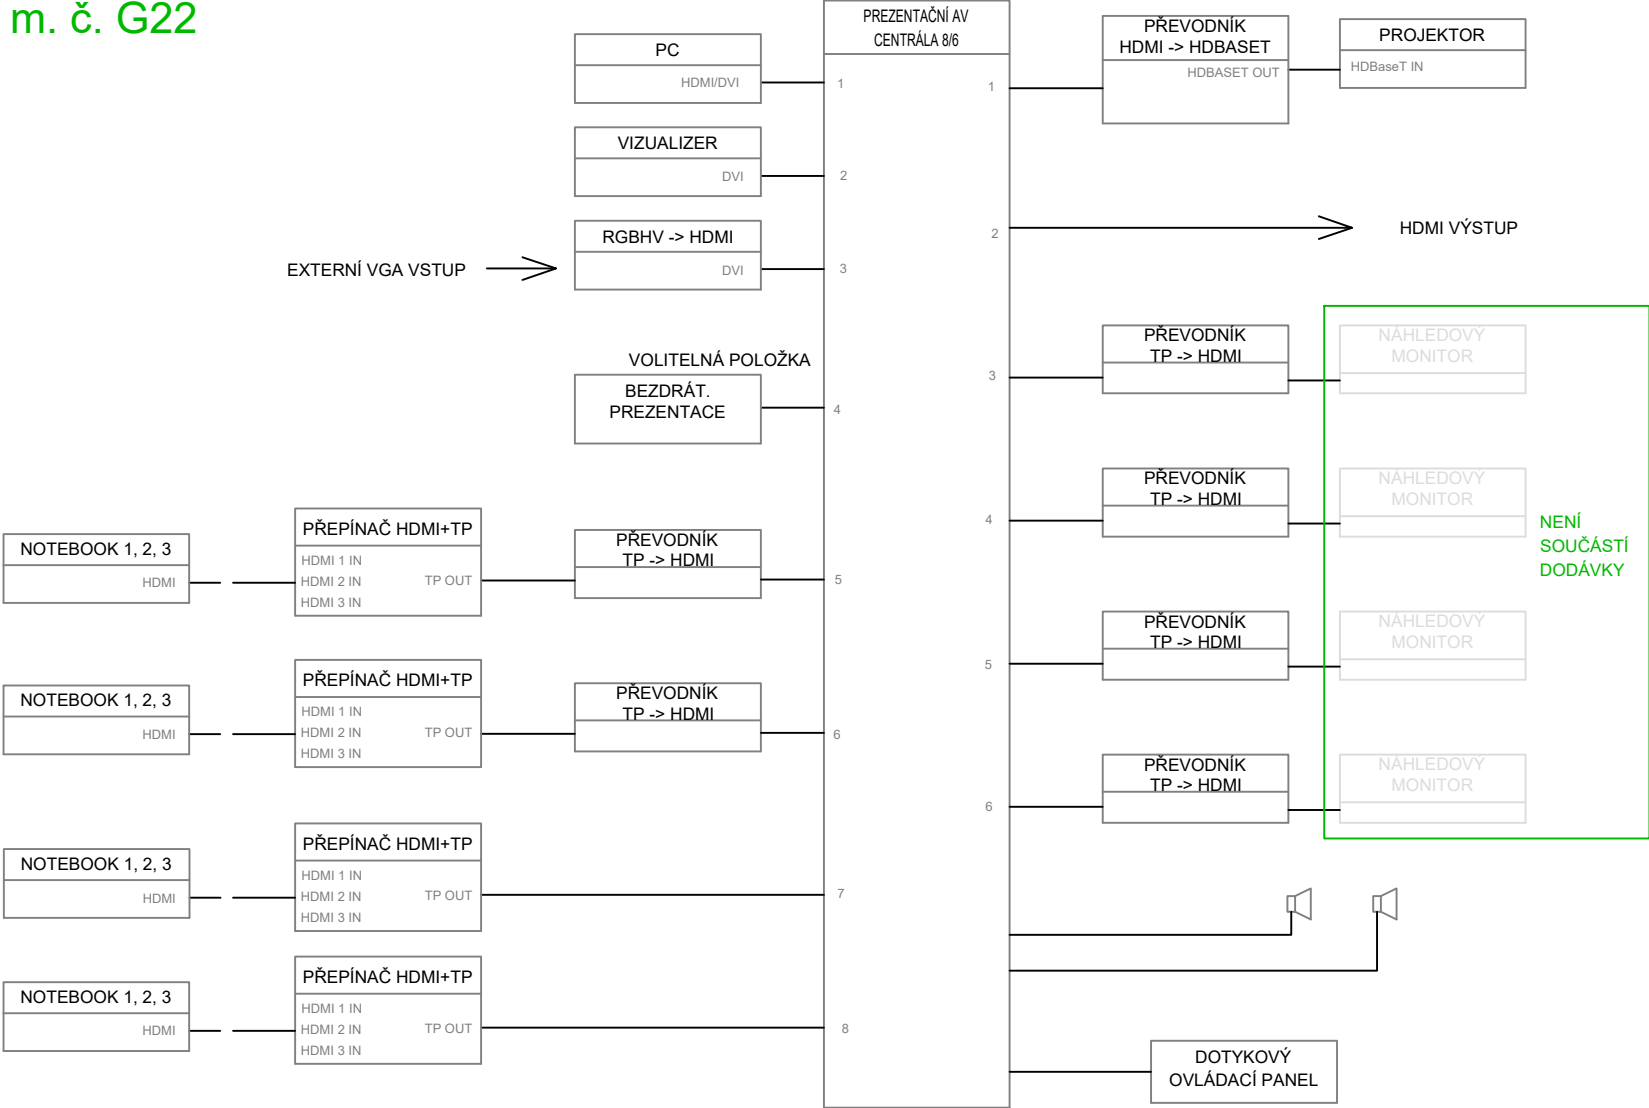 m. č. G22
PREZENTAČNÍ AV
CENTRÁLA 8/6
PC
HDMI/DVI
1
VIZUALIZER
DVI
2
EXTERNÍ VGA VSTUP
RGBHV -> HDMI
DVI
3
VOLITELNÁ POLOŽKA
BEZDRÁT.
PREZENTACE
4
NOTEBOOK 1, 2, 3
HDMI
PŘEPÍNAČ HDMI+TP
HDMI 1 IN
HDMI 2 IN
HDMI 3 IN
TP OUT
PŘEVODNÍK
TP -> HDMI
5
NOTEBOOK 1, 2, 3
HDMI
PŘEPÍNAČ HDMI+TP
HDMI 1 IN
HDMI 2 IN
HDMI 3 IN
TP OUT
PŘEVODNÍK
TP -> HDMI
6
NOTEBOOK 1, 2, 3
HDMI
PŘEPÍNAČ HDMI+TP
HDMI 1 IN
HDMI 2 IN
HDMI 3 IN
TP OUT
7
NOTEBOOK 1, 2, 3
HDMI
PŘEPÍNAČ HDMI+TP
HDMI 1 IN
HDMI 2 IN
HDMI 3 IN
TP OUT
8
1
PŘEVODNÍK
HDMI -> HDBASET
HDBASET OUT
PROJEKTOR
HDBaseT IN
2
HDMI VÝSTUP
3
PŘEVODNÍK
TP -> HDMI
NÁHLEDOVÝ
MONITOR
4
PŘEVODNÍK
TP -> HDMI
NÁHLEDOVÝ
MONITOR
NENÍ
SOUČÁSTÍ
DODÁVKY
5
PŘEVODNÍK
TP -> HDMI
NÁHLEDOVÝ
MONITOR
6
PŘEVODNÍK
TP -> HDMI
NÁHLEDOVÝ
MONITOR
DOTYKOVÝ
OVLÁDACÍ PANEL